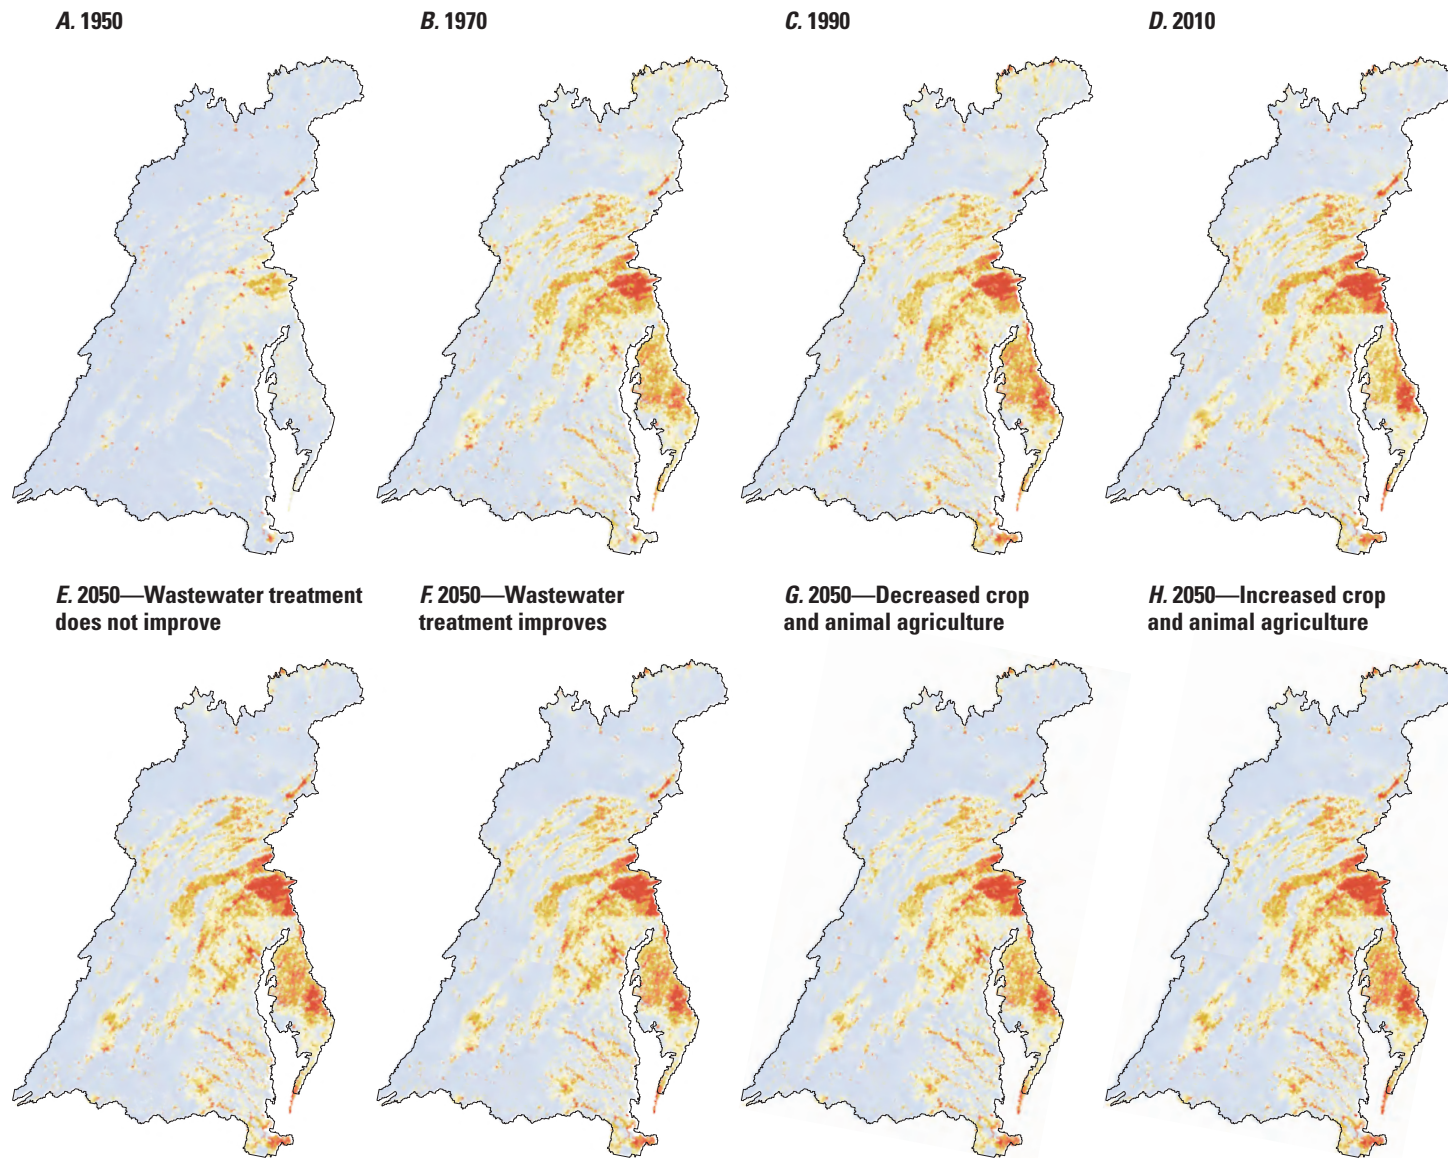 A. 1950
B. 1970
C. 1990
D. 2010
E. 2050—Wastewater treatment
does not improve
F. 2050—Wastewater
treatment improves
G. 2050—Decreased crop
and animal agriculture
H. 2050—Increased crop
and animal agriculture